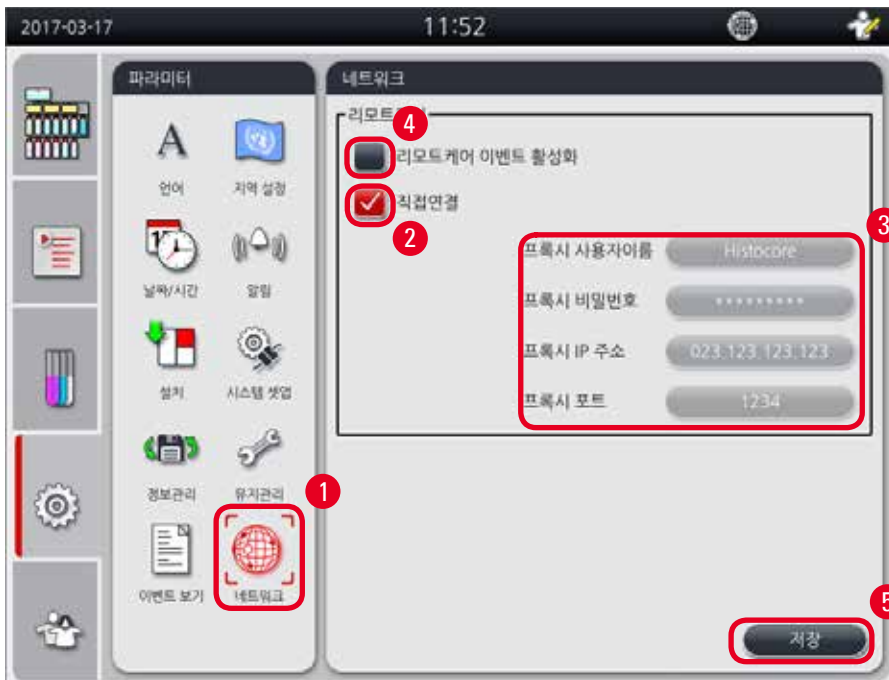 2017-03-17
11:52
파라미터
언어
지역 설정
날짜/시간
알림
설치
시스템 셋업
정보관리
유지관리
1
이벤트 보기
네트워크
네트워크
리모트
4
리모트케어 이벤트 활성화
직접연결
2
3
프록시 사용자이름
Histocore
프록시 비밀번호
*********
프록시 IP 주소
023.123.123.123
프록시 포트
1234
5
저장